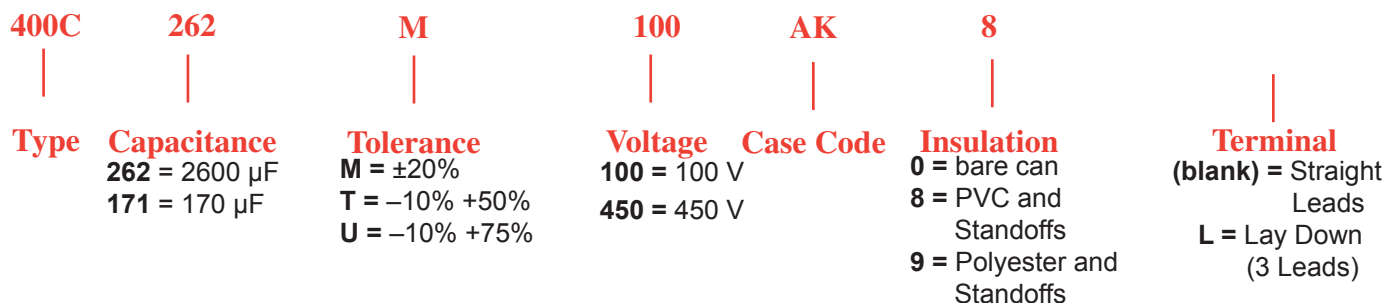 400C 262 M 100 AK 8
Type Capacitance Tolerance Voltage Case Code Insulation Terminal
262 = 2600 µF
171 = 170 µF
M = ±20%
T = –10% +50%
U = –10% +75%
100 = 100 V
450 = 450 V
0 = bare can
8 = PVC and
Standoffs
9 = Polyester and
Standoffs
(blank) = Straight
Leads
L = Lay Down
(3 Leads)